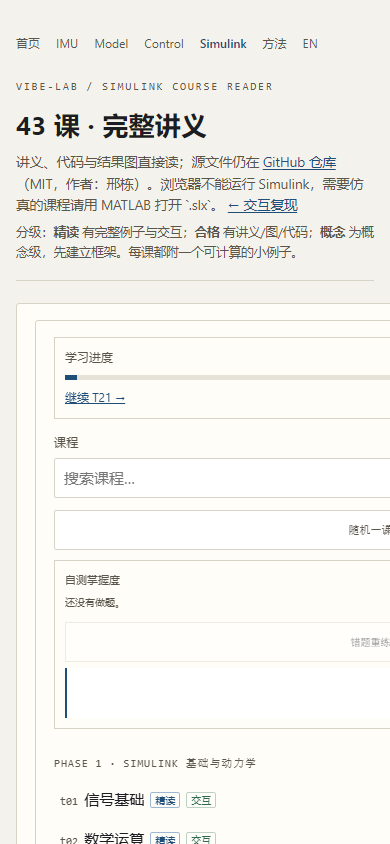 首页 IMU Model Control Simulink 方法 EN
VIBE-LAB / SIMULINK COURSE READER
43 课 · 完整讲义
讲义、代码与结果图直接读；源文件仍在 GitHub 仓库
（MIT，作者：邢栋）。浏览器不能运行 Simulink，需要仿
真的课程请用 MATLAB 打开 `.slx`。 ← 交互复现
分级：精读 有完整例子与交互；合格 有讲义/图/代码；概念 为概
念级，先建立框架。每课都附一个可计算的小例子。
学习进度
继续 T21 →
课程
搜索课程…
随机一课
自测掌握度
还没有做题。
错题重练
PHASE 1 · SIMULINK 基础与动力学
t01 信号基础 精读 交互
t02 数学运算 精读 交互